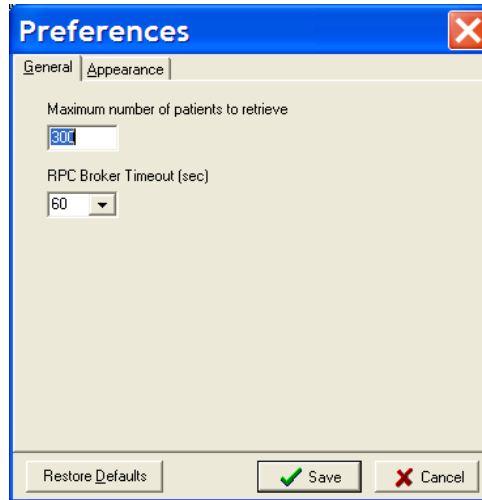 Preferences
General Appearance
Maximum number of patients to retrieve
300
RPC Broker Timeout (sec)
60
Restore Defaults Save Cancel